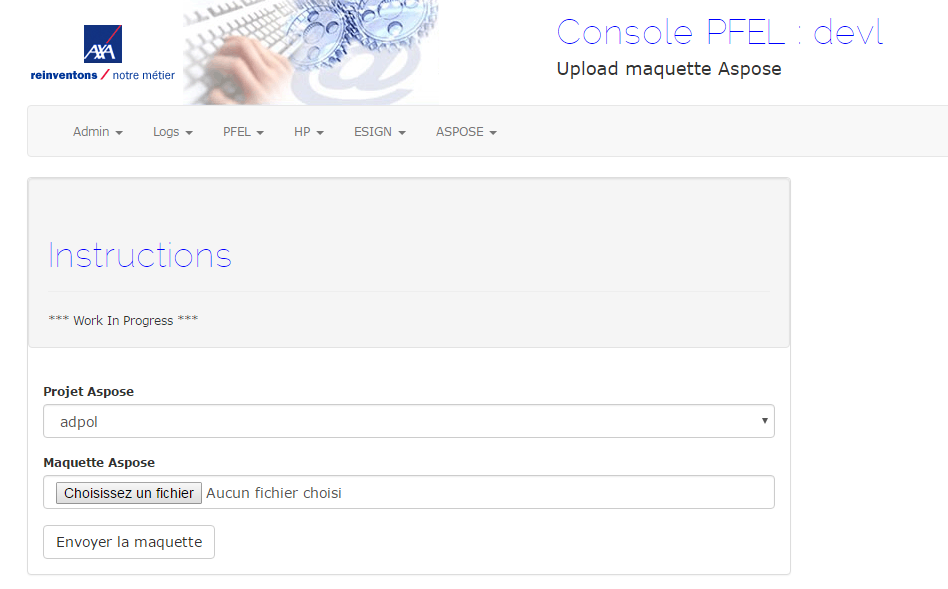 AXA
reinventons / notre métier
Console PFEL : devl
Upload maquette Aspose
Admin Logs PFEL HP ESIGN ASPOSE
Instructions
*** Work In Progress ***
Projet Aspose
adpol
Maquette Aspose
Choisissez un fichier Aucun fichier choisi
Envoyer la maquette